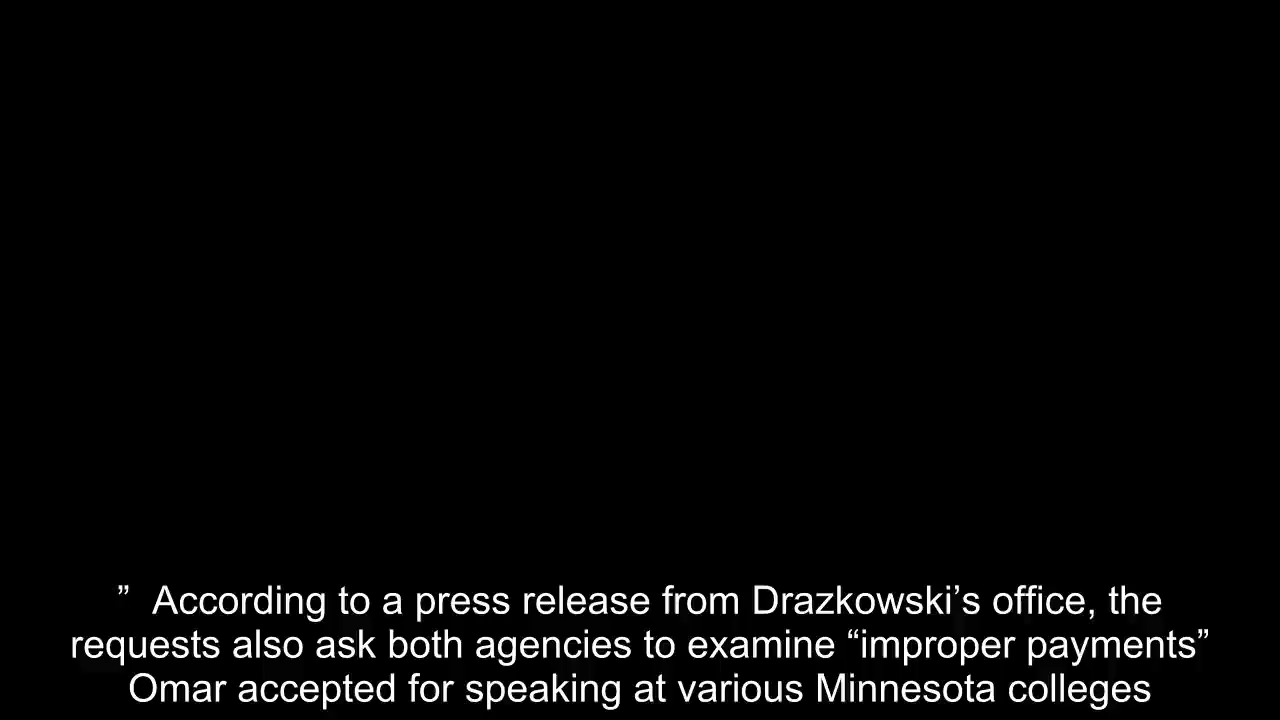 ”  According to a press release from Drazkowski’s office, the
requests also ask both agencies to examine “improper payments”
Omar accepted for speaking at various Minnesota colleges